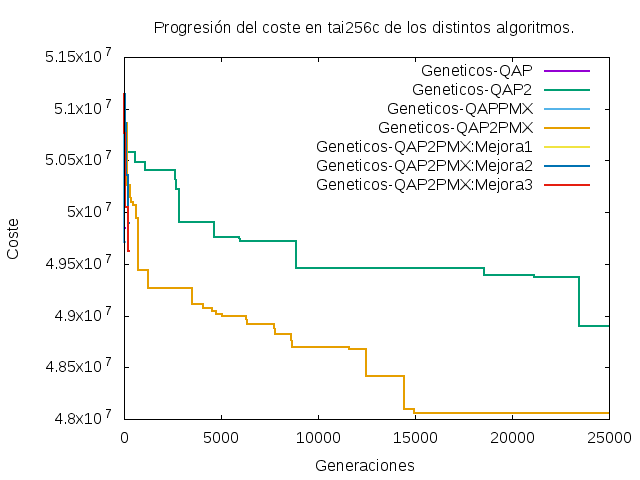 Progresión del coste en tai256c de los distintos algoritmos.
5.15x10^7
5.1x10^7
5.05x10^7
5x10^7
4.95x10^7
4.9x10^7
4.85x10^7
4.8x10^7
Coste
Geneticos-QAP
Geneticos-QAP2
Geneticos-QAPPMX
Geneticos-QAP2PMX
Geneticos-QAP2PMX:Mejora1
Geneticos-QAP2PMX:Mejora2
Geneticos-QAP2PMX:Mejora3
0 5000 10000 15000 20000 25000
Generaciones